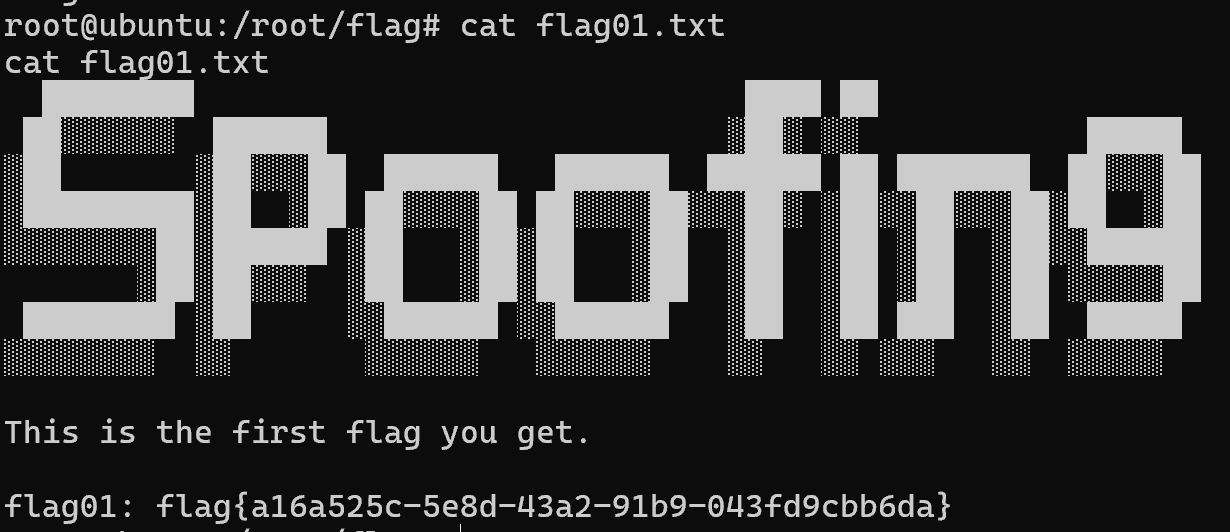 root@ubuntu:/root/flag# cat flag01.txt
cat flag01.txt
Spoofing
This is the first flag you get.
flag01: flag{a16a525c-5e8d-43a2-91b9-043fd9cbb6da}